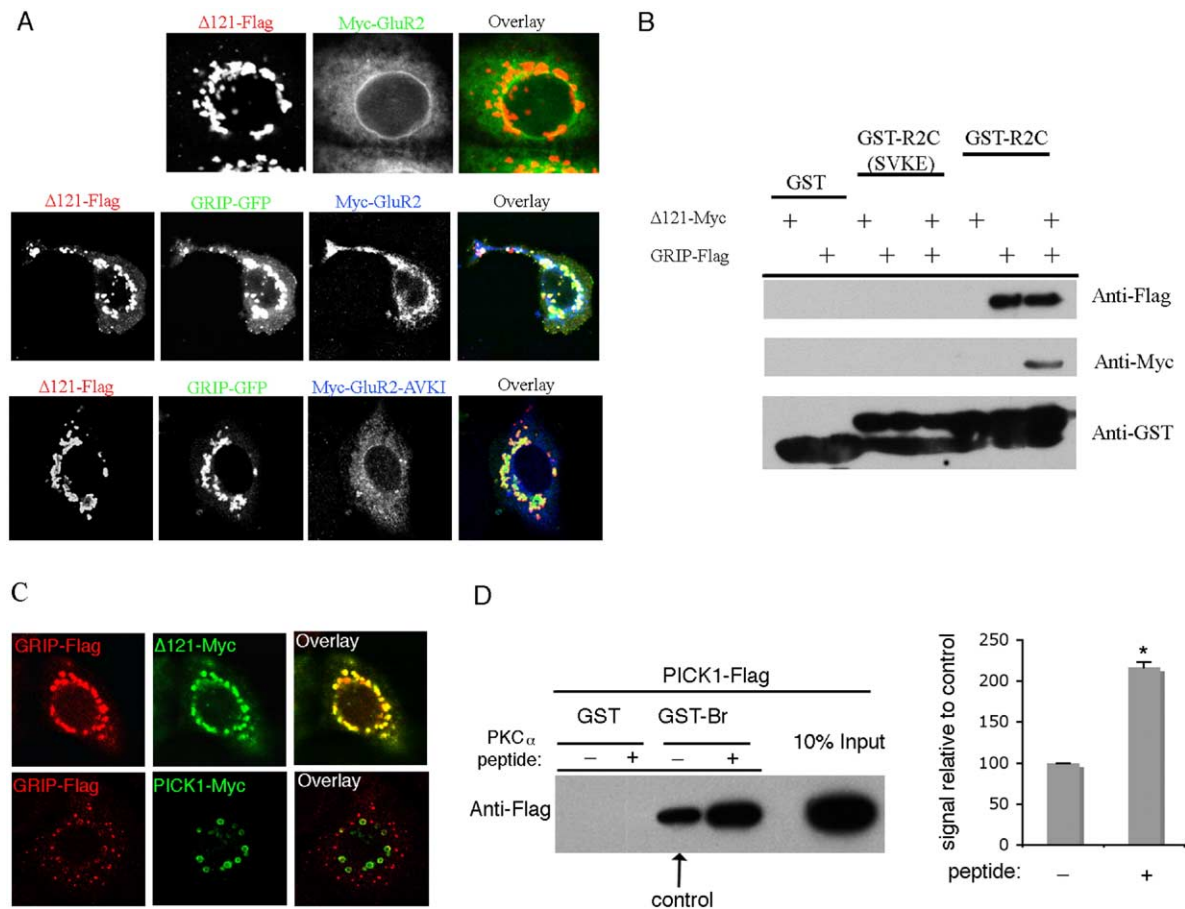 A
Δ121-Flag Myc-GluR2 Overlay
Δ121-Flag GRIP-GFP Myc-GluR2 Overlay
Δ121-Flag GRIP-GFP Myc-GluR2-AVKI Overlay
B
GST GST-R2C (SVKE) GST-R2C
Δ121-Myc + + + + +
GRIP-Flag + + + + +
Anti-Flag
Anti-Myc
Anti-GST
C
GRIP-Flag Δ121-Myc Overlay
GRIP-Flag PICK1-Myc Overlay
D
PICK1-Flag
GST GST-Br 10% Input
PKCα peptide: – + – +
Anti-Flag
control
signal relative to control
250
200
150
100
50
0
*
peptide: – +